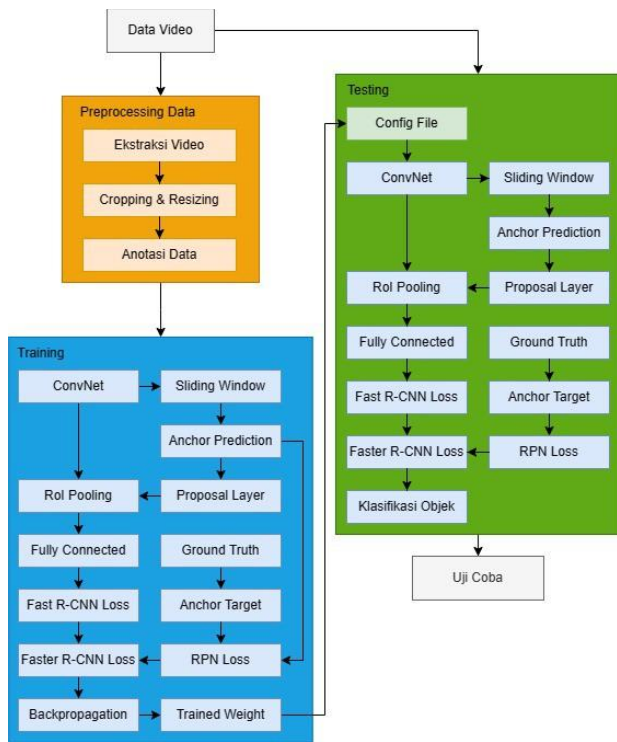 Data Video
Preprocessing Data
Ekstraksi Video
Cropping & Resizing
Anotasi Data
Training
ConvNet
Sliding Window
Anchor Prediction
RoI Pooling
Proposal Layer
Fully Connected
Ground Truth
Fast R-CNN Loss
Anchor Target
Faster R-CNN Loss
RPN Loss
Backpropagation
Trained Weight
Testing
Config File
ConvNet
Sliding Window
Anchor Prediction
RoI Pooling
Proposal Layer
Fully Connected
Ground Truth
Fast R-CNN Loss
Anchor Target
Faster R-CNN Loss
RPN Loss
Klasifikasi Objek
Uji Coba